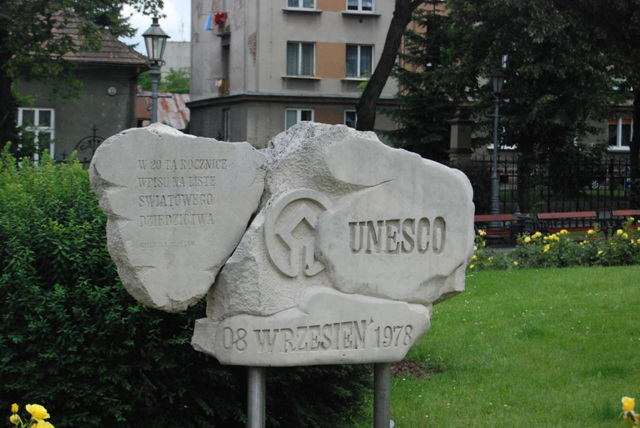 W 20 TĄ ROCZNICĘ
WPISU NA LISTĘ
ŚWIATOWEGO
DZIEDZICTWA
UNESCO
08 WRZESIEŃ 1978